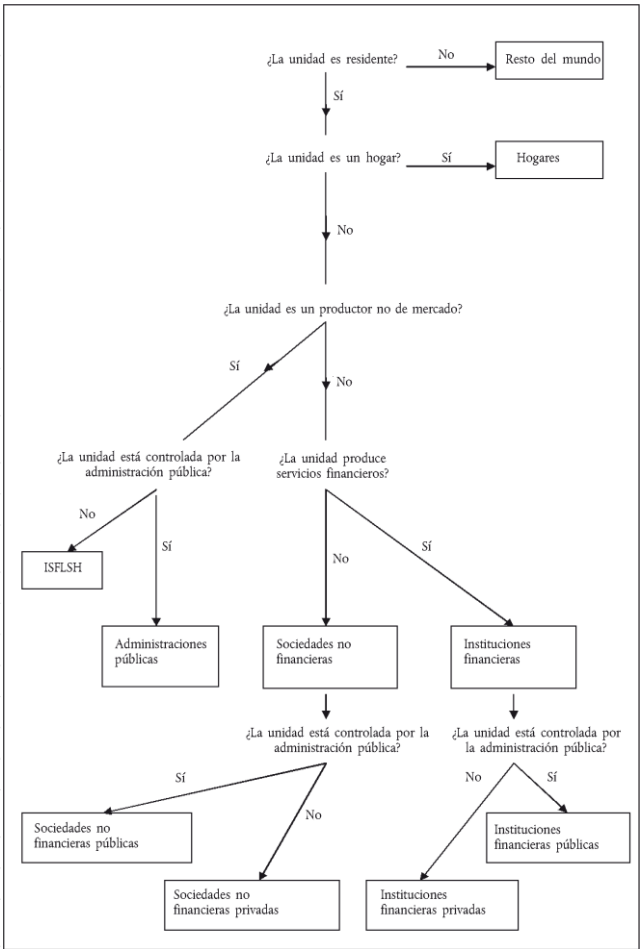 ¿La unidad es residente?
No
Resto del mundo
Sí
¿La unidad es un hogar?
Sí
Hogares
No
¿La unidad es un productor no de mercado?
Sí
No
¿La unidad está controlada por la
administración pública?
¿La unidad produce
servicios financieros?
No
Sí
No
Sí
ISFLSH
Administraciones
públicas
Sociedades no
financieras
Instituciones
financieras
¿La unidad está controlada por la
administración pública?
¿La unidad está controlada por
la administración pública?
Sí
No
No
Sí
Sociedades no
financieras públicas
Instituciones
financieras públicas
Sociedades no
financieras privadas
Instituciones
financieras privadas